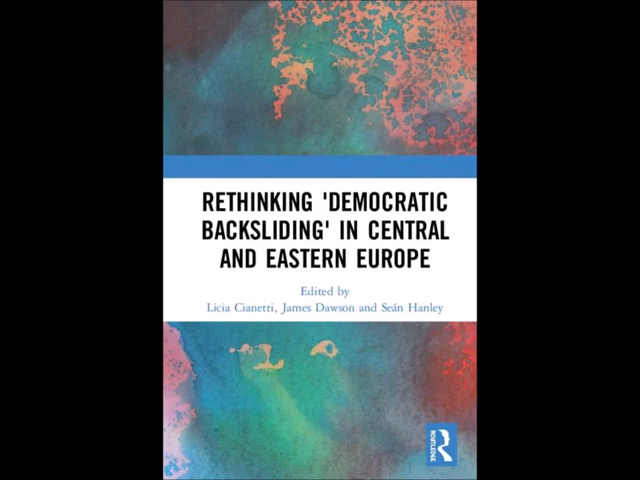 RETHINKING 'DEMOCRATIC
BACKSLIDING' IN CENTRAL
AND EASTERN EUROPE
Edited by
Licia Cianetti, James Dawson and Seán Hanley
ROUTLEDGE